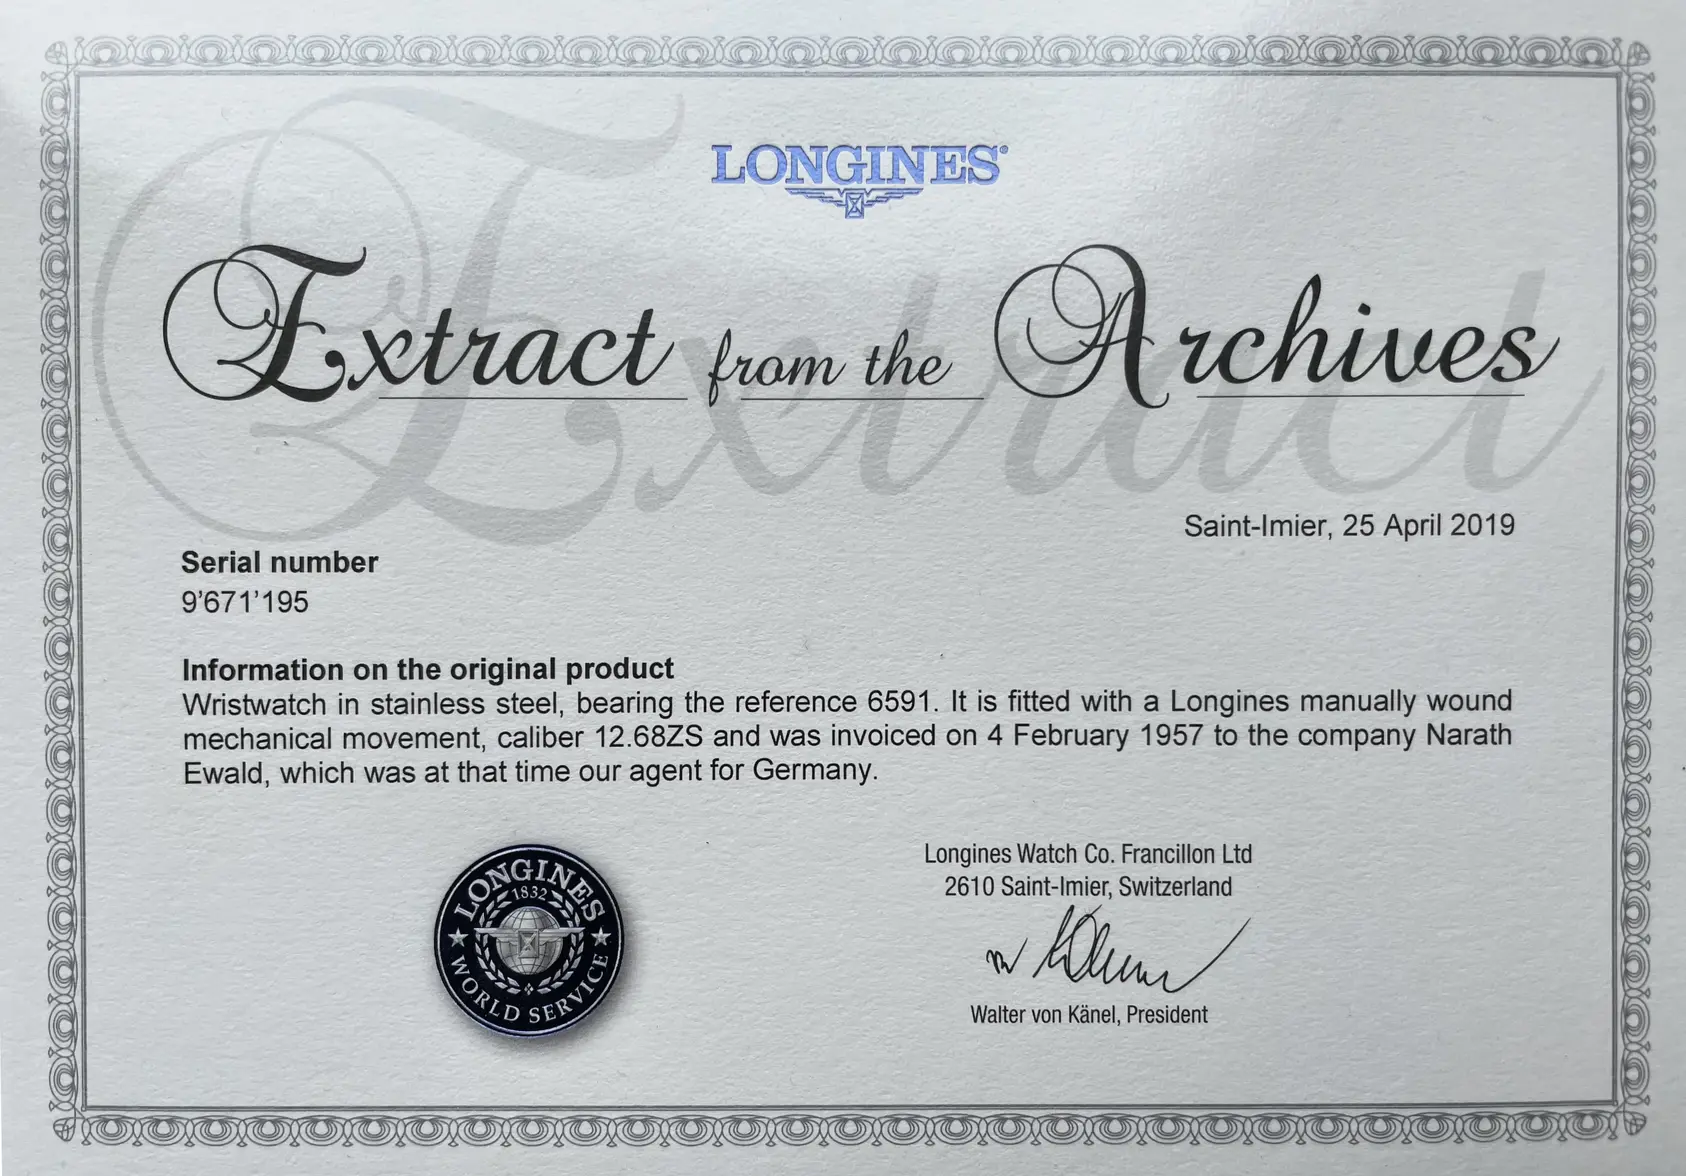 LONGINES®
Extract from the Archives
Extract
Saint-Imier, 25 April 2019
Serial number
9’671’195
Information on the original product
Wristwatch in stainless steel, bearing the reference 6591. It is fitted with a Longines manually wound
mechanical movement, caliber 12.68ZS and was invoiced on 4 February 1957 to the company Narath
Ewald, which was at that time our agent for Germany.
LONGINES
1832
WORLD SERVICE
Longines Watch Co. Francillon Ltd
2610 Saint-Imier, Switzerland
Walter von Känel, President